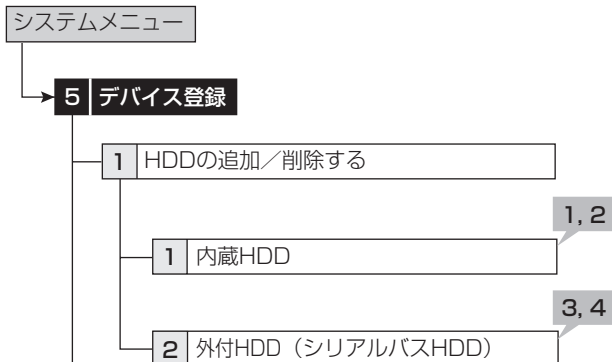 システムメニュー
5 デバイス登録
1 HDDの追加／削除する
1, 2
1 内蔵HDD
3, 4
2 外付HDD（シリアルバスHDD）